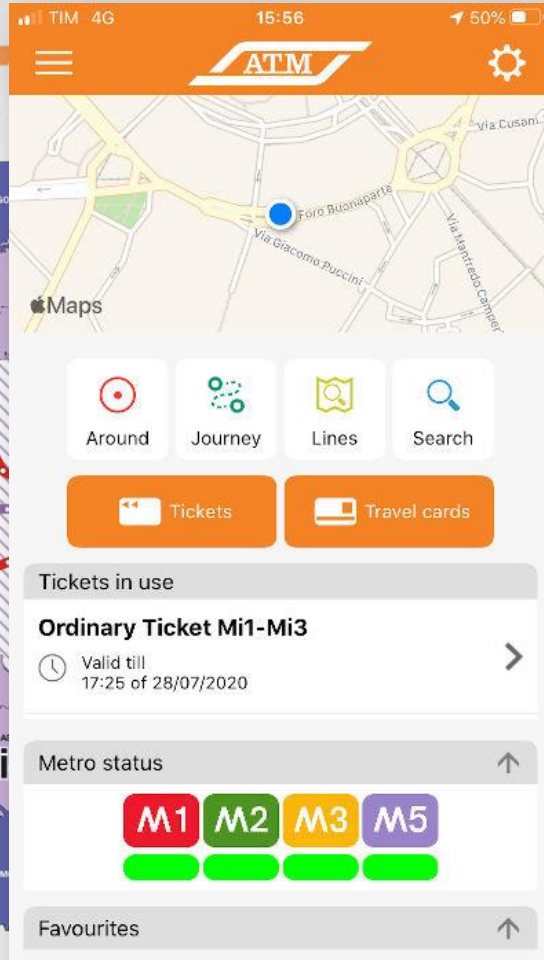 TIM 4G 15:56 50%
ATM
Via Cusani
Foro Buonaparte
Via Giacomo Puccini
Via Manfredo Camper
Maps
Around Journey Lines Search
Tickets Travel cards
Tickets in use
Ordinary Ticket Mi1-Mi3
Valid till
17:25 of 28/07/2020
Metro status
M1 M2 M3 M5
Favourites